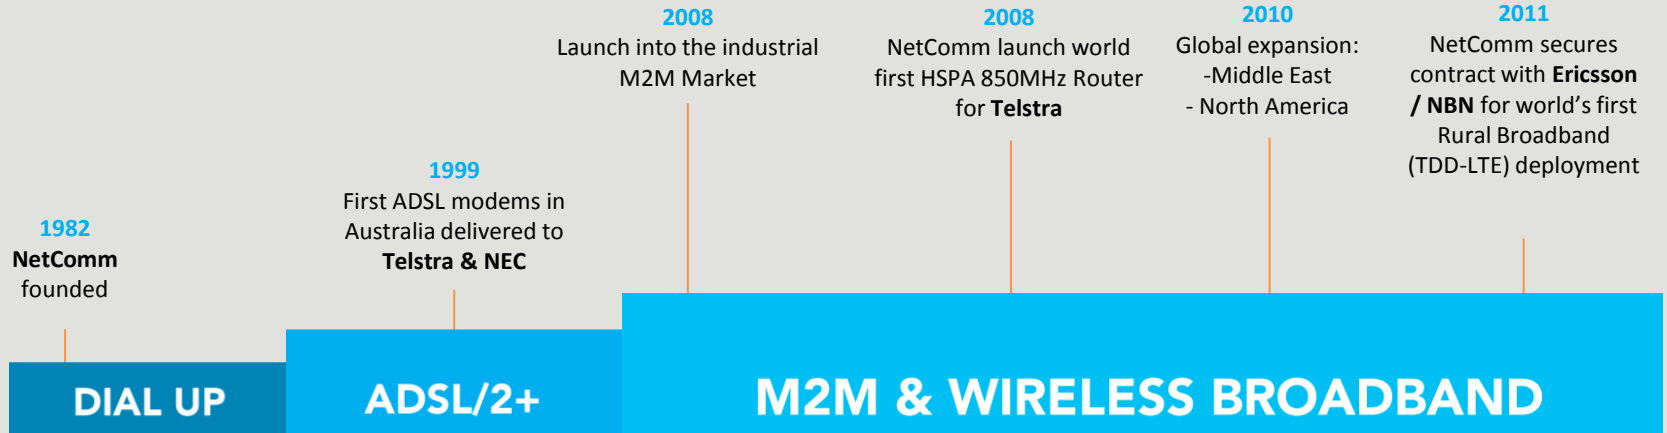 1982
NetComm
founded
1999
First ADSL modems in
Australia delivered to
Telstra & NEC
2008
Launch into the industrial
M2M Market
2008
NetComm launch world
first HSPA 850MHz Router
for Telstra
2010
Global expansion:
-Middle East
- North America
2011
NetComm secures
contract with Ericsson
/ NBN for world’s first
Rural Broadband
(TDD-LTE) deployment
DIAL UP
ADSL/2+
M2M & WIRELESS BROADBAND